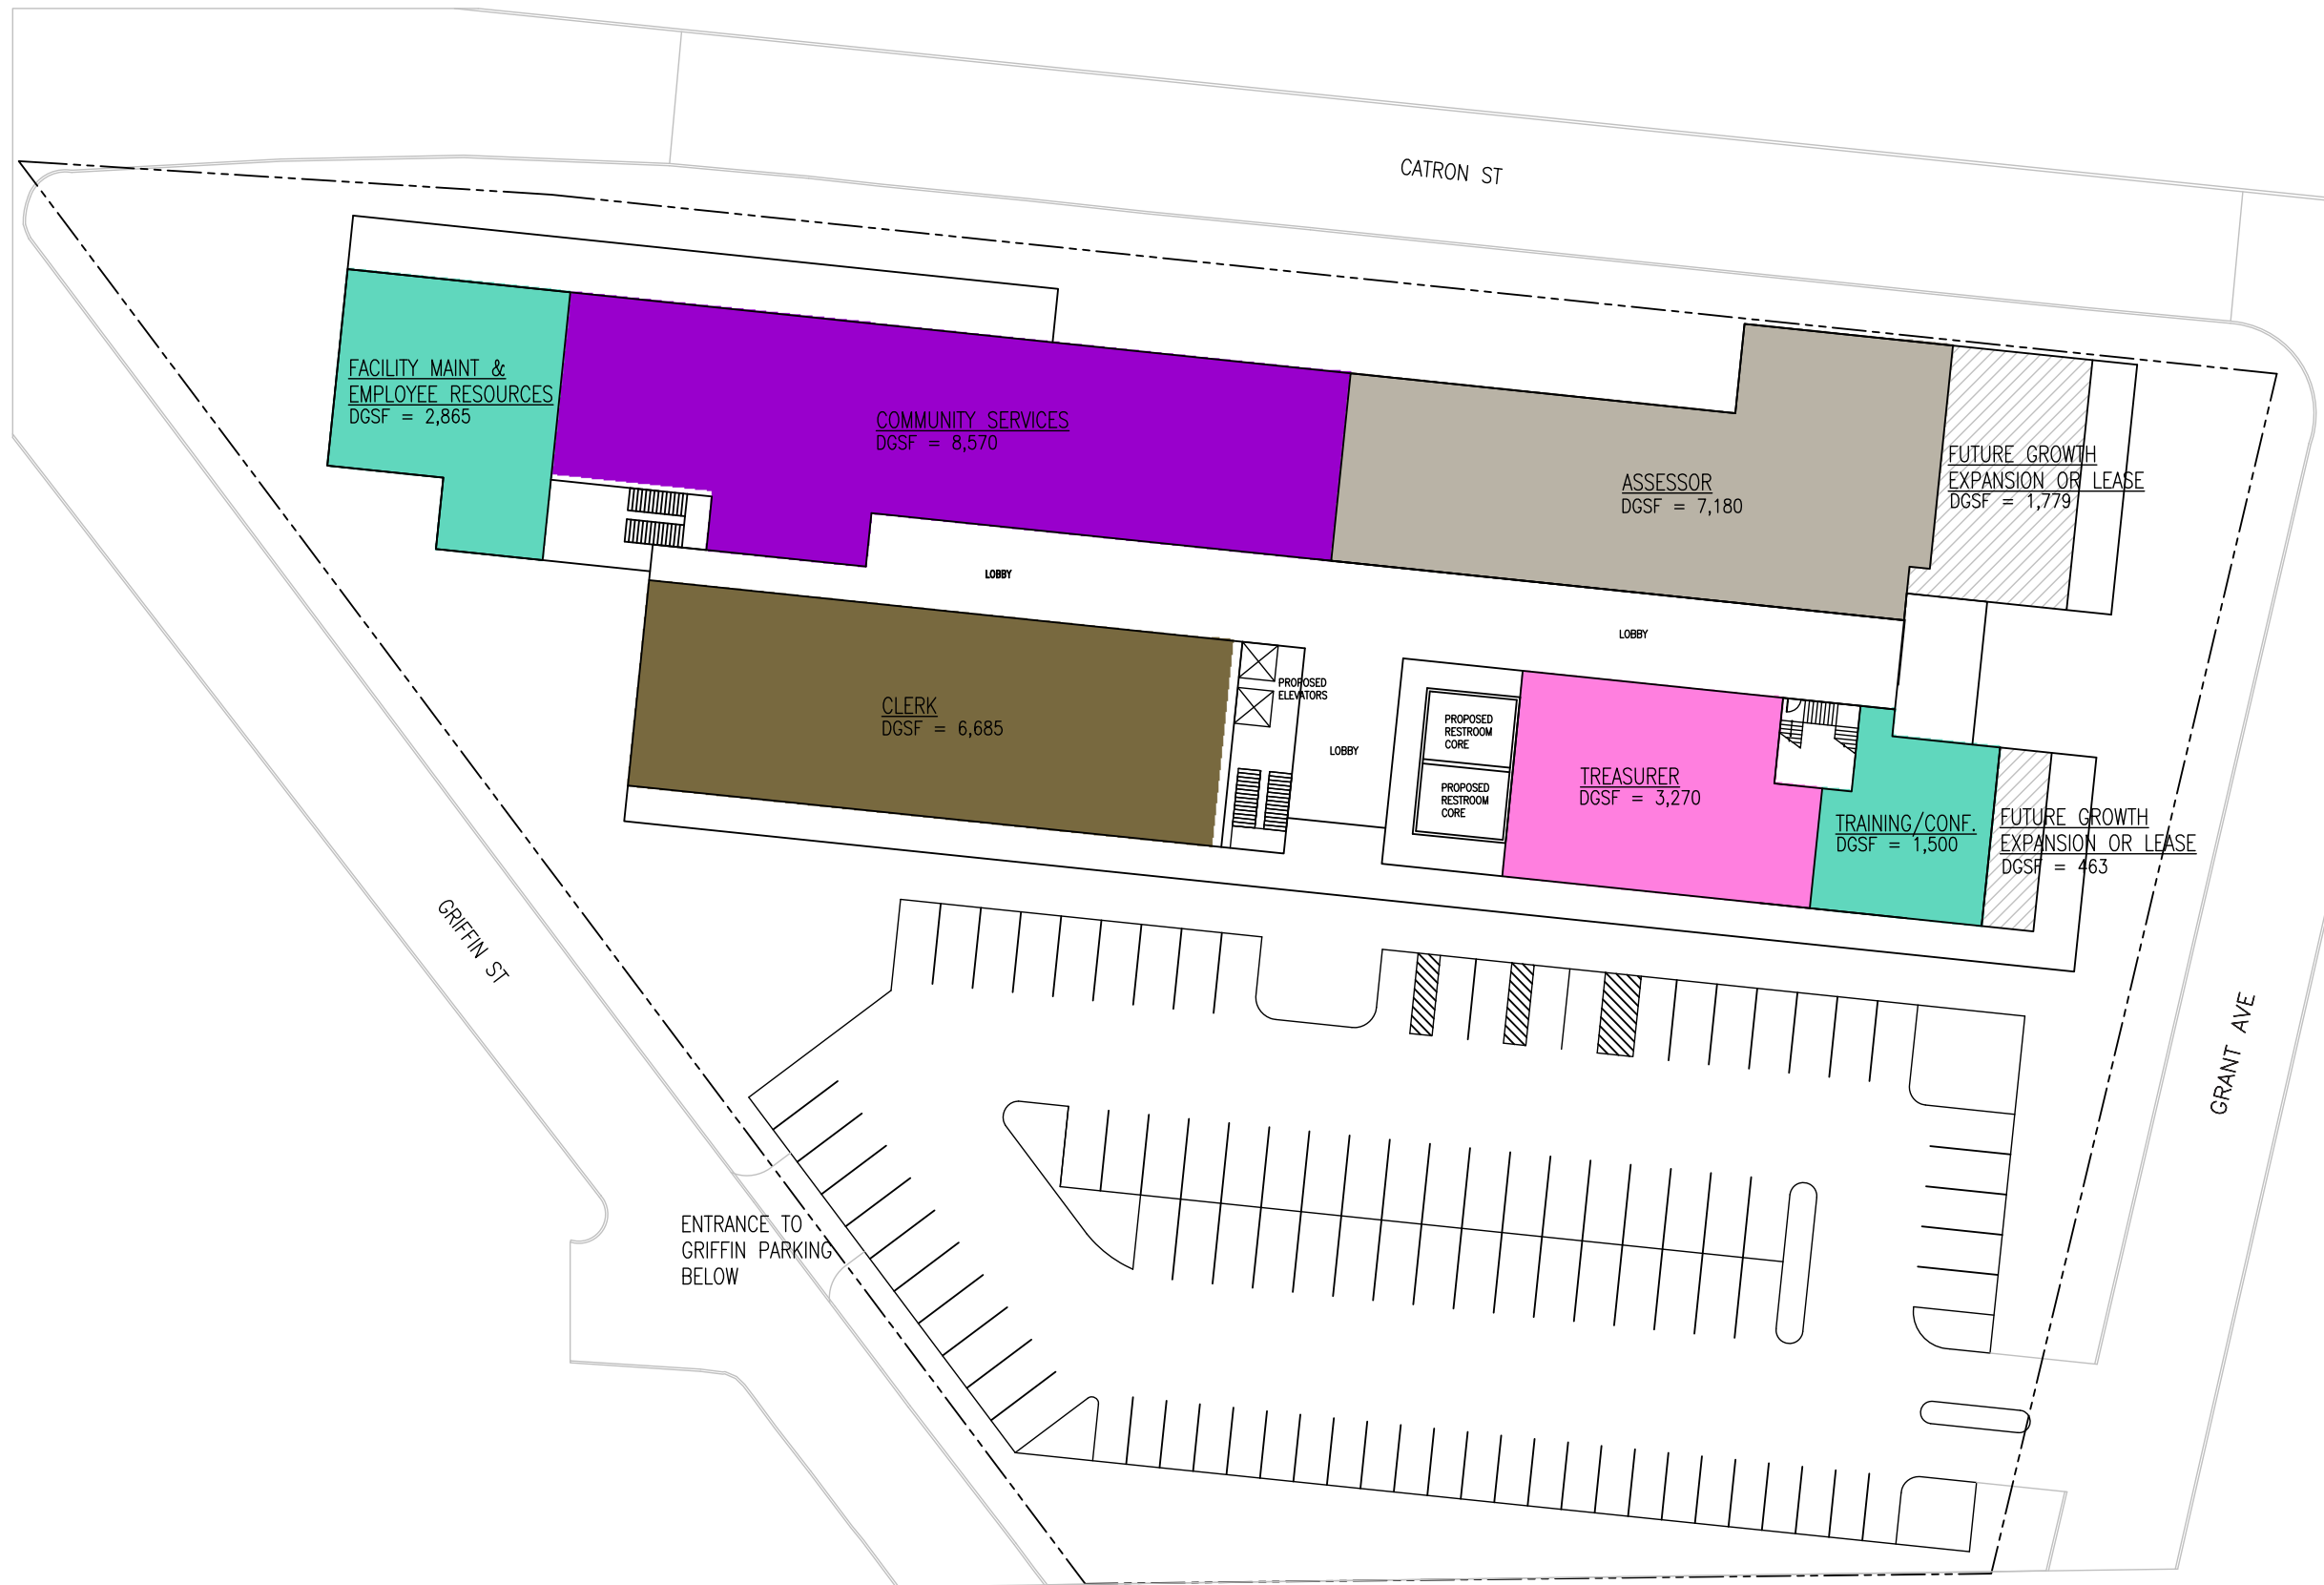 CATRON ST
FACILITY MAINT &
EMPLOYEE RESOURCES
DGSF = 2,865
COMMUNITY SERVICES
DGSF = 8,570
ASSESSOR
DGSF = 7,180
FUTURE GROWTH
EXPANSION OR LEASE
DGSF = 1,779
LOBBY
LOBBY
CLERK
DGSF = 6,685
PROPOSED
ELEVATORS
LOBBY
PROPOSED
RESTROOM
CORE
PROPOSED
RESTROOM
CORE
TREASURER
DGSF = 3,270
TRAINING/CONF.
DGSF = 1,500
FUTURE GROWTH
EXPANSION OR LEASE
DGSF = 463
GRIFFIN ST
GRANT AVE
ENTRANCE TO
GRIFFIN PARKING
BELOW